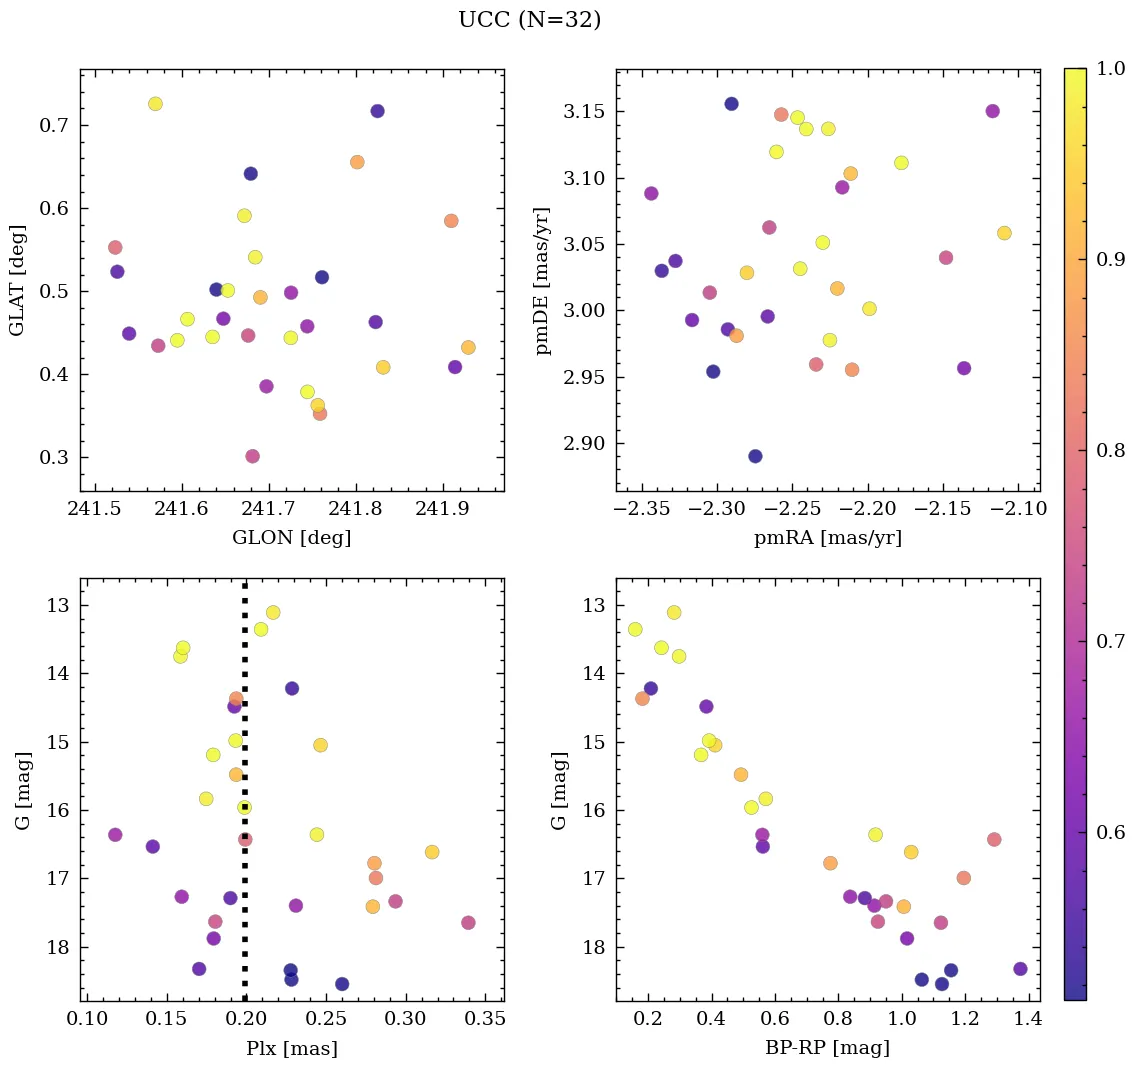 UCC (N=32)
0.7
0.6
0.5
0.4
0.3
GLAT [deg]
241.5 241.6 241.7 241.8 241.9
GLON [deg]
3.15
3.10
3.05
3.00
2.95
2.90
pmDE [mas/yr]
−2.35 −2.30 −2.25 −2.20 −2.15 −2.10
pmRA [mas/yr]
1.0
0.9
0.8
0.7
0.6
13
14
15
16
17
18
G [mag]
0.10 0.15 0.20 0.25 0.30 0.35
Plx [mas]
13
14
15
16
17
18
G [mag]
0.2 0.4 0.6 0.8 1.0 1.2 1.4
BP-RP [mag]